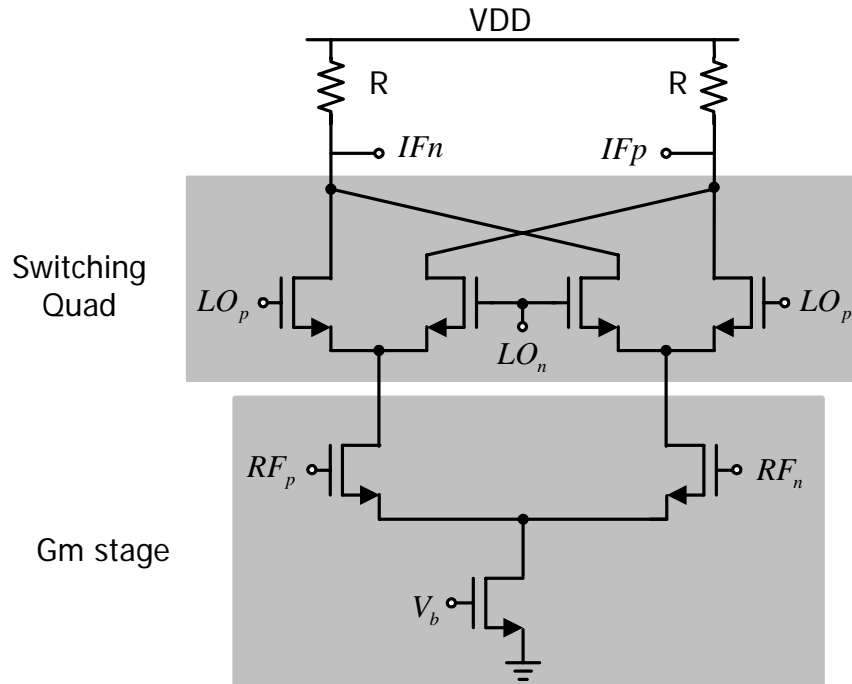 VDD
R
R
IFn
IFp
Switching
Quad
LOp
LOn
LOp
RFp
RFn
Gm stage
Vb